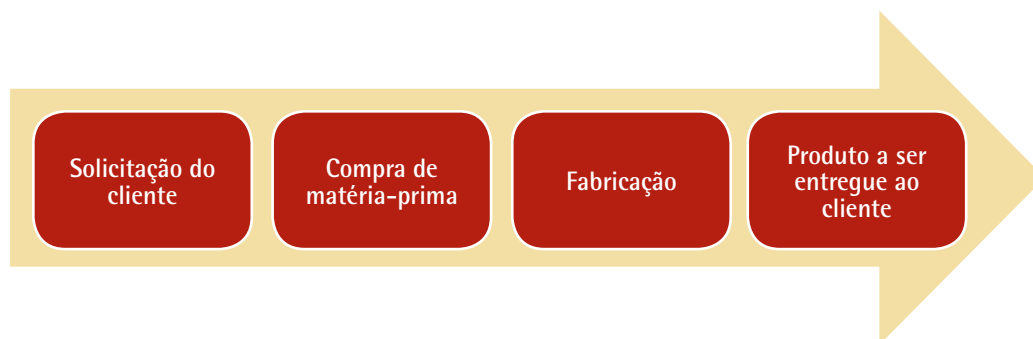 Solicitação do
cliente
Compra de
matéria-prima
Fabricação
Produto a ser
entregue ao
cliente